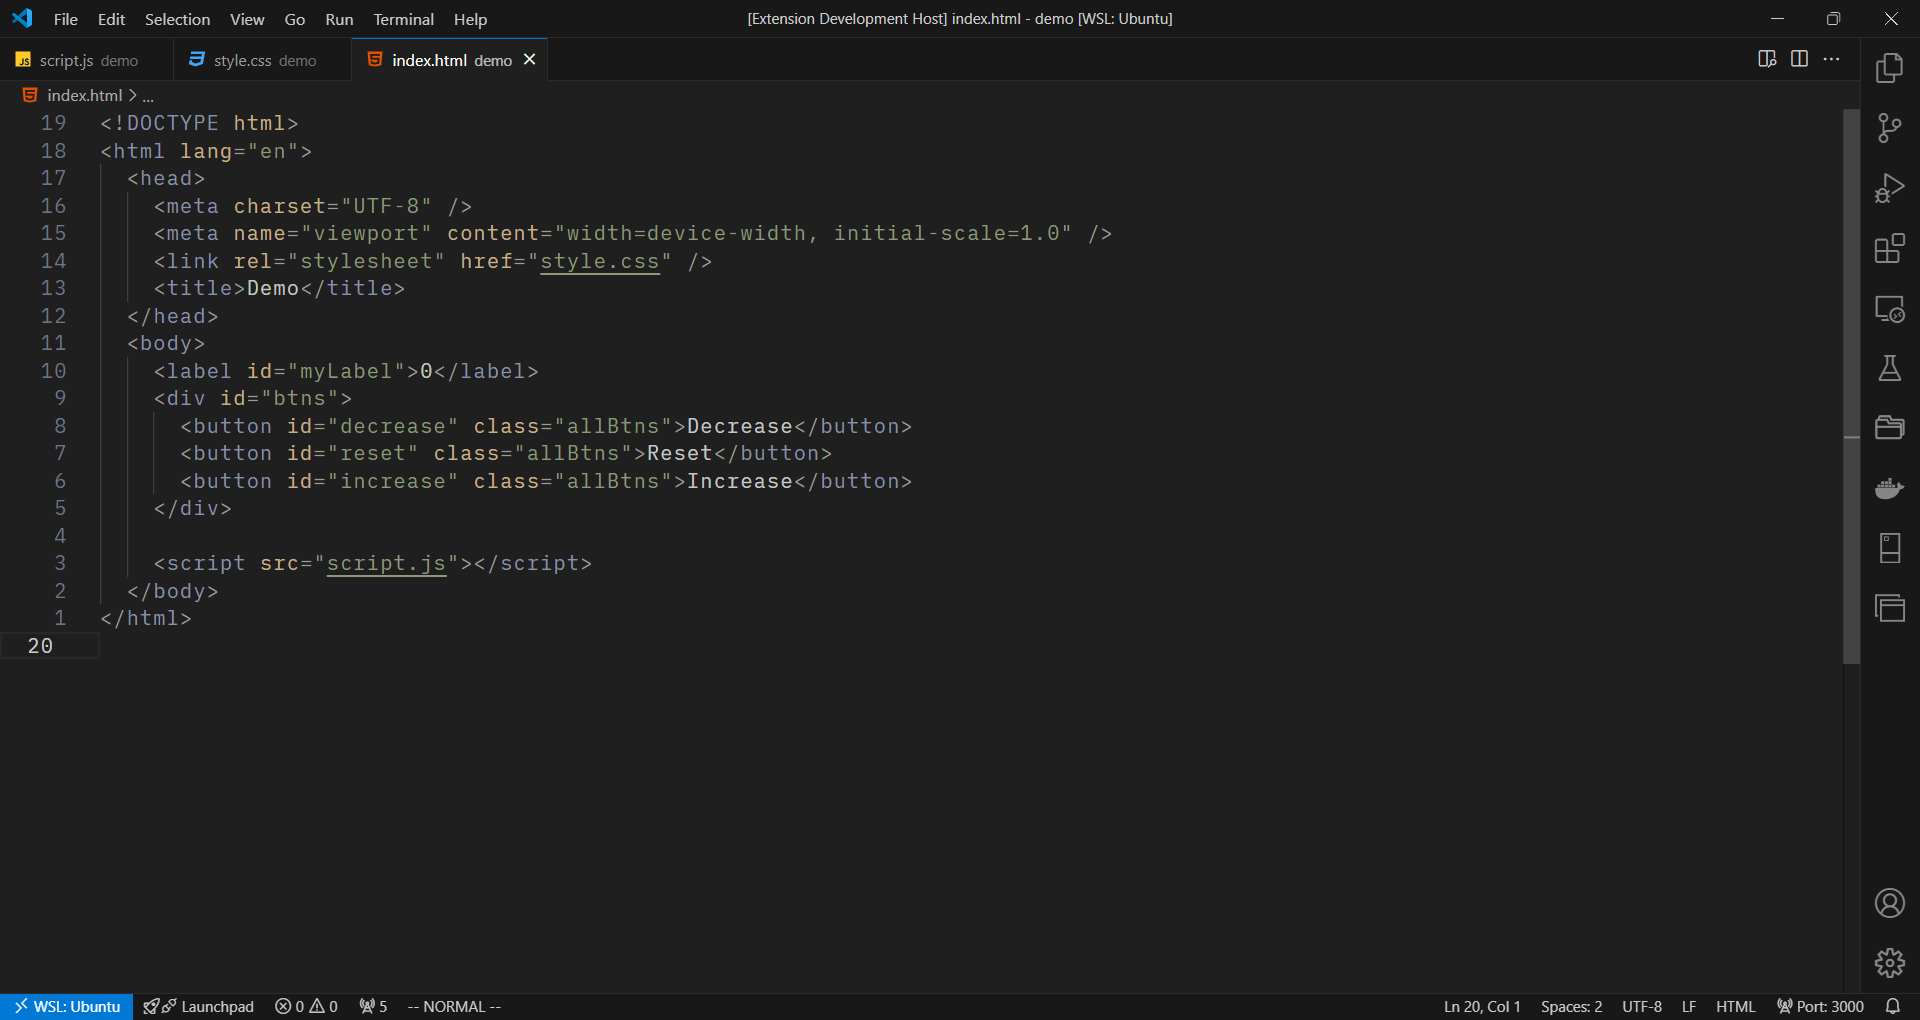 File Edit Selection View Go Run Terminal Help [Extension Development Host] index.html - demo [WSL: Ubuntu]
JS script.js demo style.css demo index.html demo
index.html > ...
19 <!DOCTYPE html>
18 <html lang="en">
17 <head>
16 <meta charset="UTF-8" />
15 <meta name="viewport" content="width=device-width, initial-scale=1.0" />
14 <link rel="stylesheet" href="style.css" />
13 <title>Demo</title>
12 </head>
11 <body>
10 <label id="myLabel">0</label>
9 <div id="btns">
8 <button id="decrease" class="allBtns">Decrease</button>
7 <button id="reset" class="allBtns">Reset</button>
6 <button id="increase" class="allBtns">Increase</button>
5 </div>
4
3 <script src="script.js"></script>
2 </body>
1 </html>
20
WSL: Ubuntu Launchpad 0 0 5 -- NORMAL -- Ln 20, Col 1 Spaces: 2 UTF-8 LF HTML Port: 3000